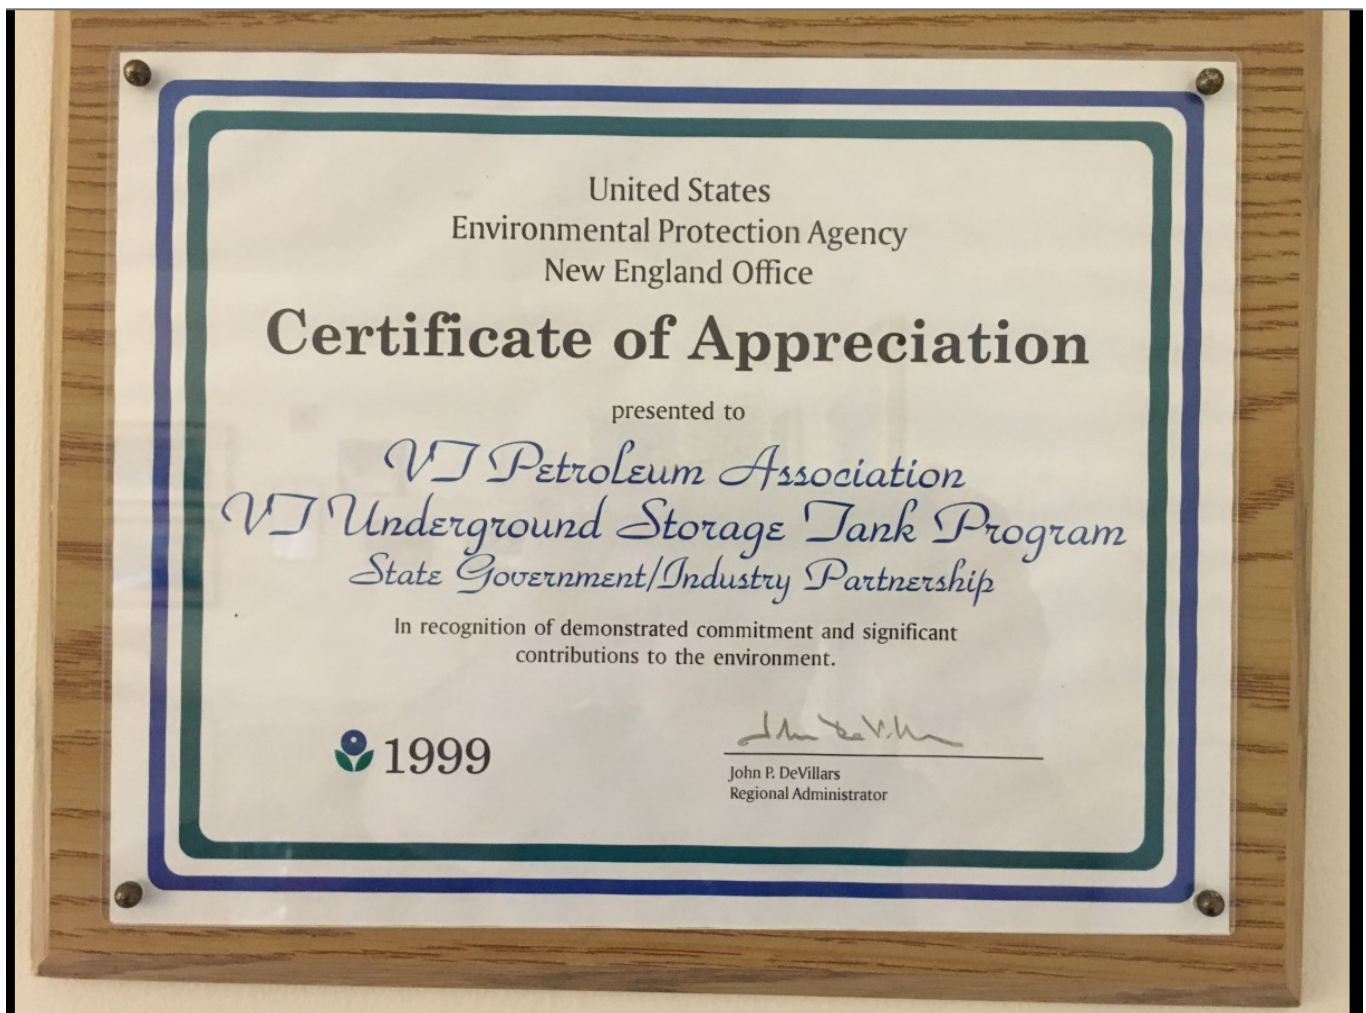 United States
Environmental Protection Agency
New England Office
Certificate of Appreciation
presented to
VT Petroleum Association
VT Underground Storage Tank Program
State Government/Industry Partnership
In recognition of demonstrated commitment and significant
contributions to the environment.
1999
John P. DeVillars
Regional Administrator